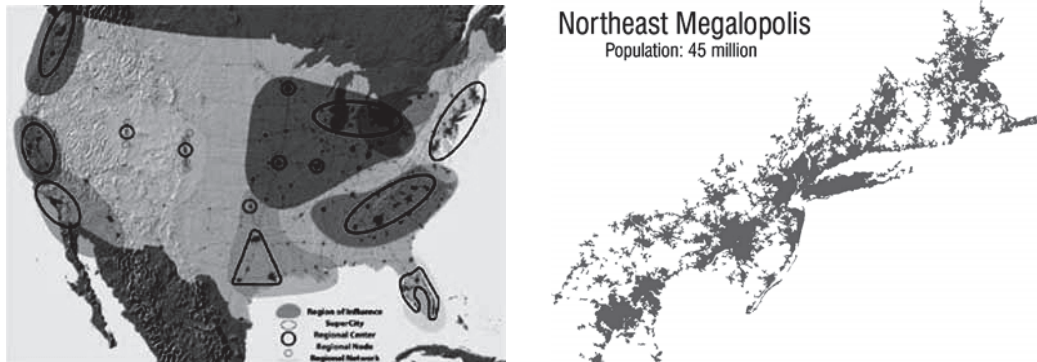 Region of Influence
SuperCity
Regional Center
Regional Node
Regional Network
Northeast Megalopolis
Population: 45 million